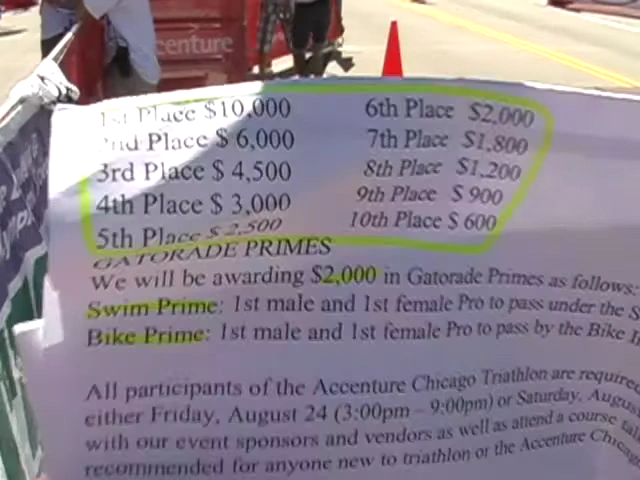 centure
1st Place $10,000
2nd Place $ 6,000
3rd Place $ 4,500
4th Place $ 3,000
5th Place $ 2,500
6th Place $2,000
7th Place $1,800
8th Place $1,200
9th Place $ 900
10th Place $ 600
GATORADE PRIMES
We will be awarding $2,000 in Gatorade Primes as follows:
Swim Prime: 1st male and 1st female Pro to pass under the S
Bike Prime: 1st male and 1st female Pro to pass by the Bike
All participants of the Accenture Chicago Triathlon are require
either Friday, August 24 (3:00pm – 9:00pm) or Saturday, Augus
with our event sponsors and vendors as well as attend a course tal
recommended for anyone new to triathlon or the Accenture Chica